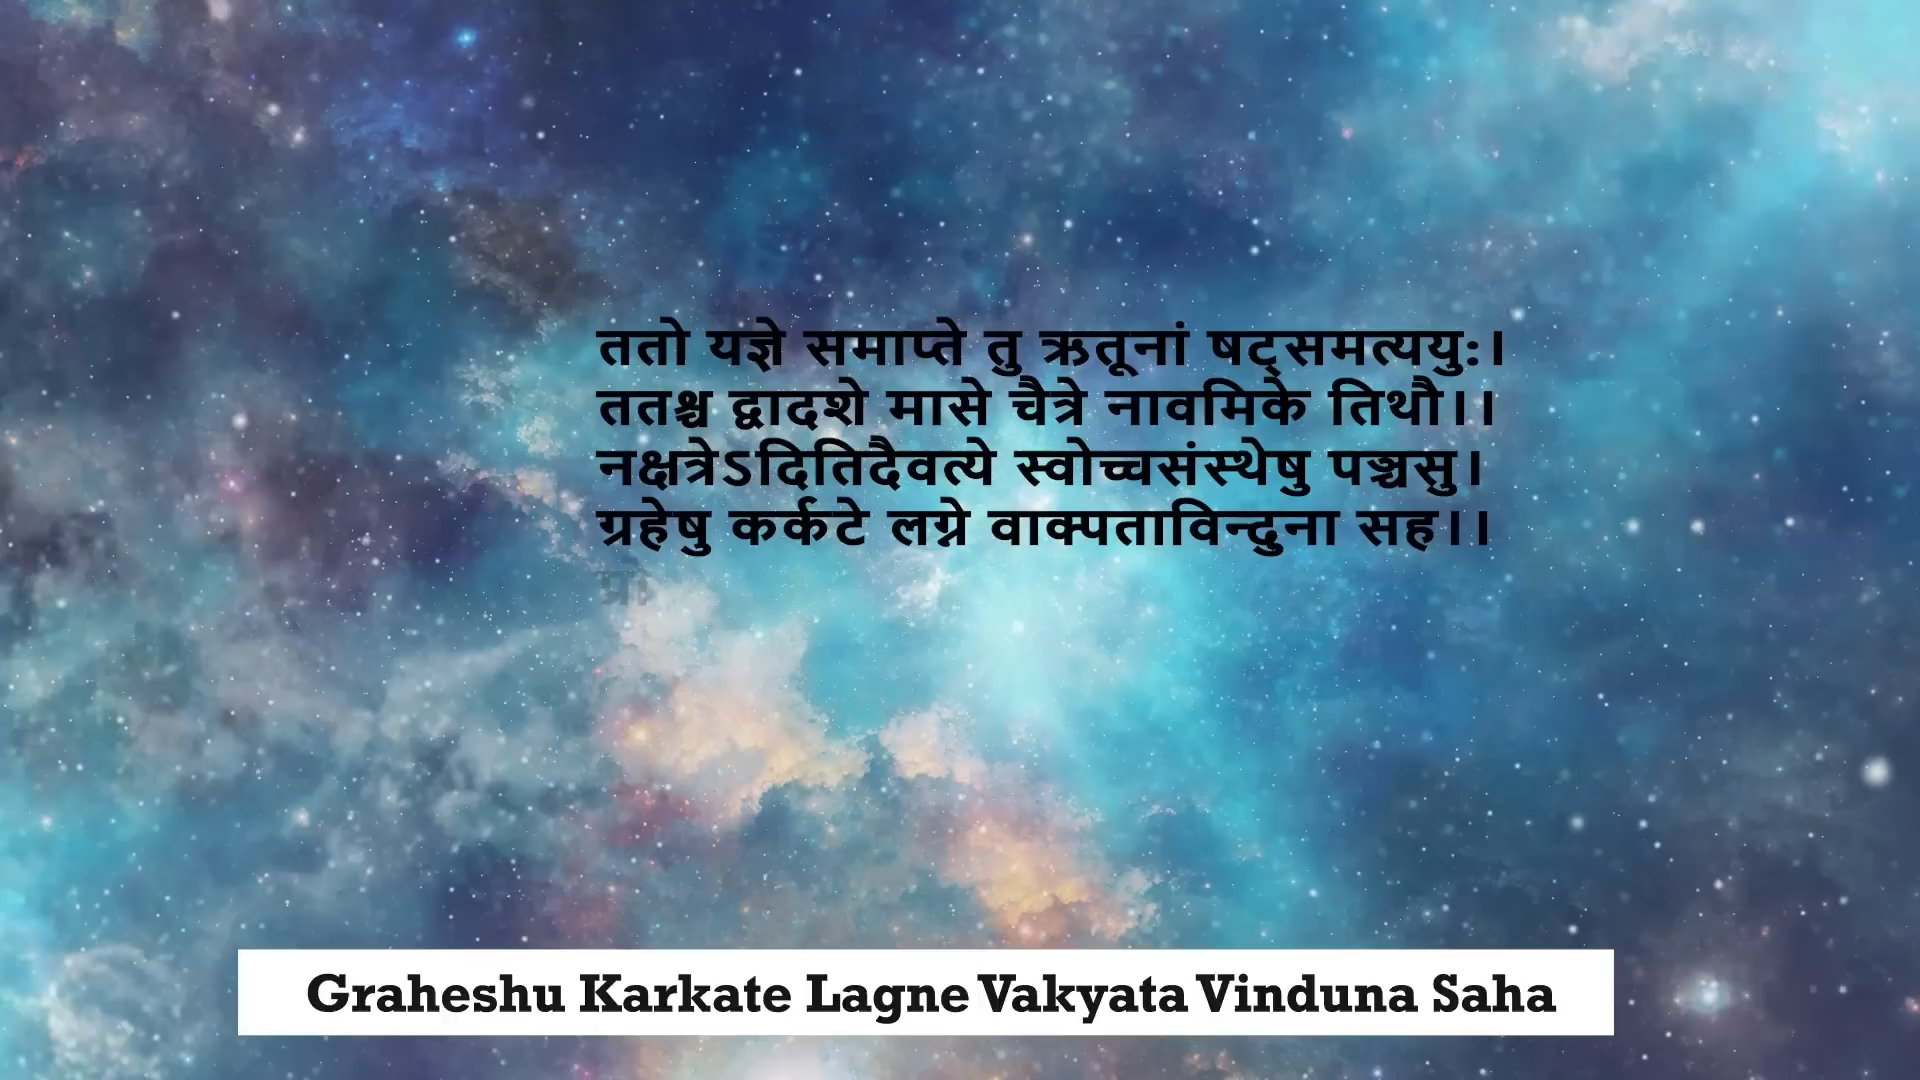 ततो यज्ञे समाप्ते तु ऋतूनां षट्समत्ययुः।
ततश्च द्वादशे मासे चैत्रे नावमिके तिथौ।।
नक्षत्रेऽदितिदैवत्ये स्वोच्चसंस्थेषु पञ्चसु।
ग्रहेषु कर्कटे लग्ने वाक्पताविन्दुना सह।।
Graheshu Karkate Lagne Vakyata Vinduna Saha